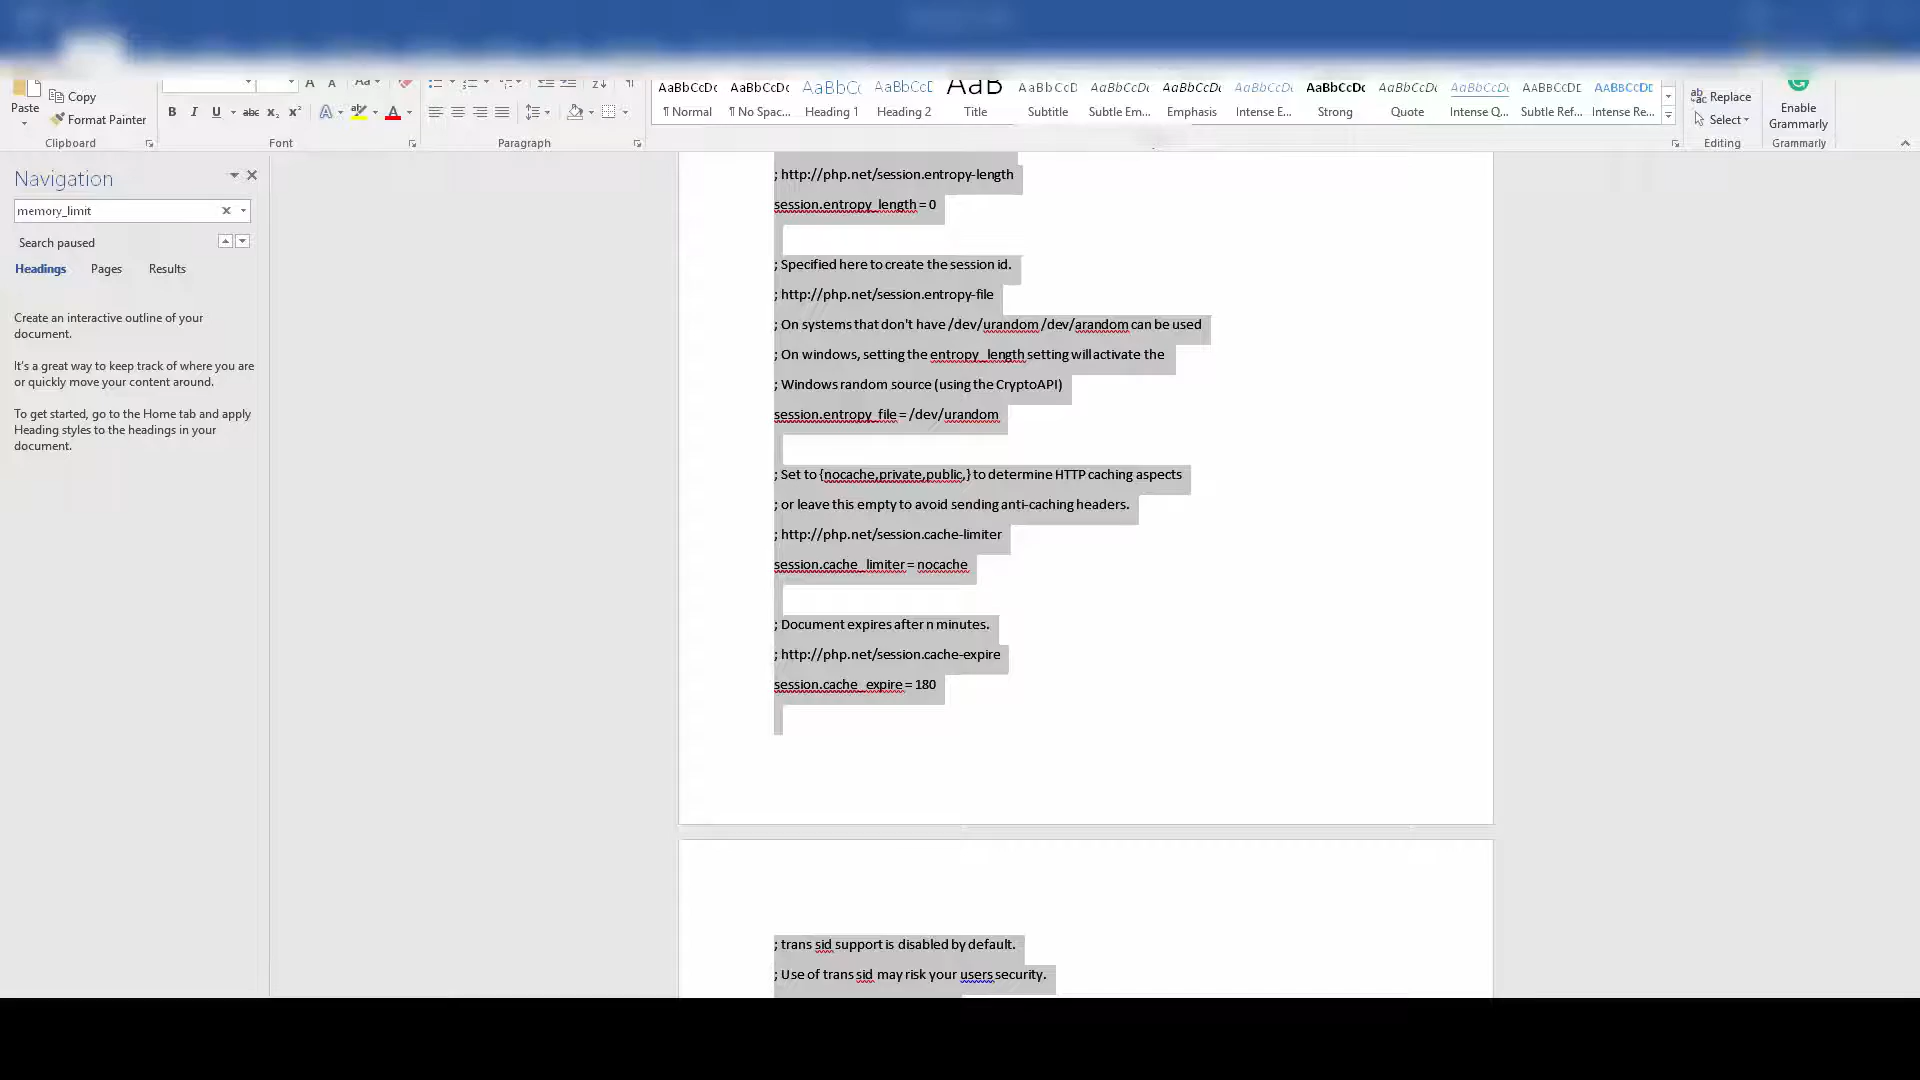 Paste
Copy
Format Painter
Clipboard
A A Aa
B I U abc X₂ X² A A
Font
Paragraph
AaBbCcDc AaBbCcDc AaBbC AaBbCcD AaB AaBbCcD AaBbCcDc AaBbCcDc AaBbCcDc AaBbCcDc AaBbCcDc AaBbCcDc AABBCCDE AABBCCDE
¶ Normal ¶ No Spac... Heading 1 Heading 2 Title Subtitle Subtle Em... Emphasis Intense E... Strong Quote Intense Q... Subtle Ref... Intense Re...
Replace
Select
Editing
Enable
Grammarly
Grammarly
Navigation
memory_limit
Search paused
Headings Pages Results
Create an interactive outline of your
document.
It's a great way to keep track of where you are
or quickly move your content around.
To get started, go to the Home tab and apply
Heading styles to the headings in your
document.
; http://php.net/session.entropy-length
session.entropy_length = 0
; Specified here to create the session id.
; http://php.net/session.entropy-file
; On systems that don't have /dev/urandom /dev/arandom can be used
; On windows, setting the entropy_length setting will activate the
; Windows random source (using the CryptoAPI)
session.entropy_file = /dev/urandom
; Set to {nocache,private,public,} to determine HTTP caching aspects
; or leave this empty to avoid sending anti-caching headers.
; http://php.net/session.cache-limiter
session.cache_limiter = nocache
; Document expires after n minutes.
; http://php.net/session.cache-expire
session.cache_expire = 180
; trans sid support is disabled by default.
; Use of trans sid may risk your users security.